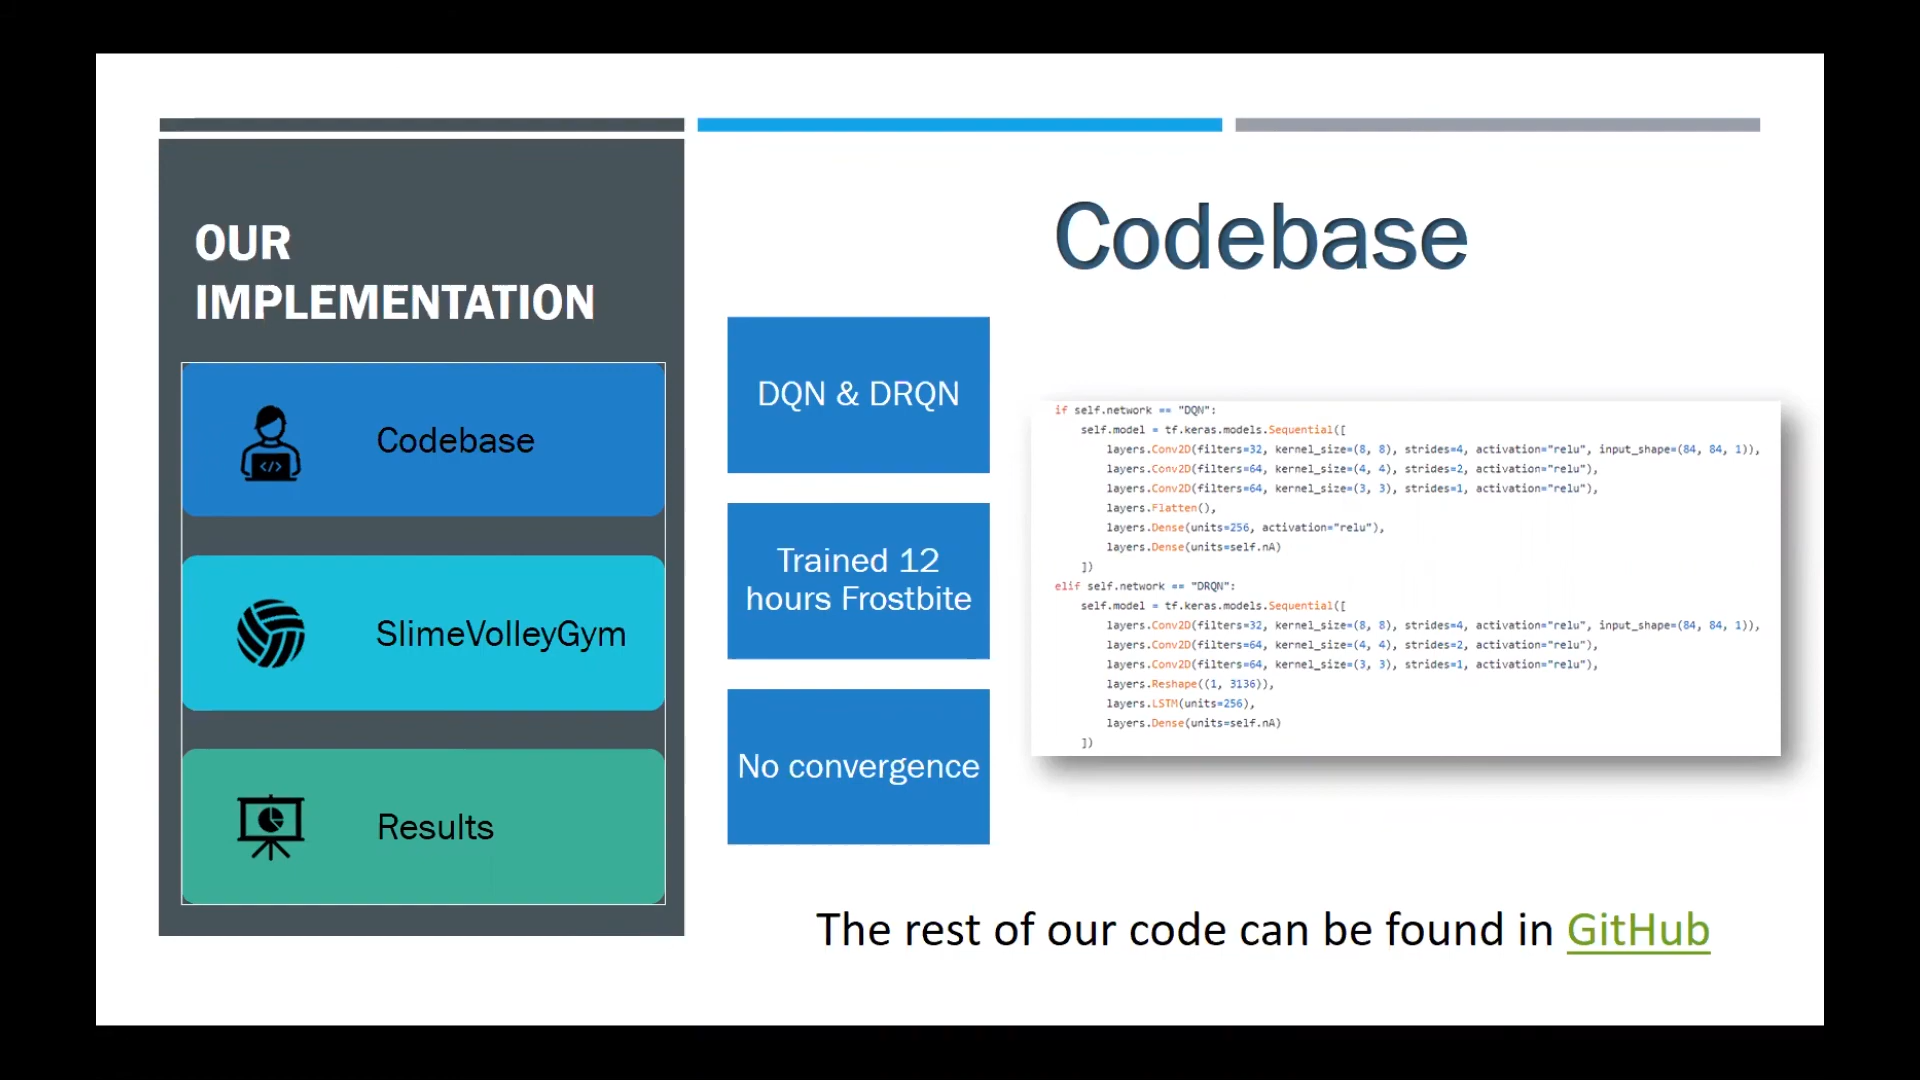 OUR
IMPLEMENTATION
Codebase
SlimeVolleyGym
Results
Codebase
DQN & DRQN
Trained 12
hours Frostbite
No convergence
if self.network == "DQN":
    self.model = tf.keras.models.Sequential([
        layers.Conv2D(filters=32, kernel_size=(8, 8), strides=4, activation="relu", input_shape=(84, 84, 1)),
        layers.Conv2D(filters=64, kernel_size=(4, 4), strides=2, activation="relu"),
        layers.Conv2D(filters=64, kernel_size=(3, 3), strides=1, activation="relu"),
        layers.Flatten(),
        layers.Dense(units=256, activation="relu"),
        layers.Dense(units=self.nA)
    ])
elif self.network == "DRQN":
    self.model = tf.keras.models.Sequential([
        layers.Conv2D(filters=32, kernel_size=(8, 8), strides=4, activation="relu", input_shape=(84, 84, 1)),
        layers.Conv2D(filters=64, kernel_size=(4, 4), strides=2, activation="relu"),
        layers.Conv2D(filters=64, kernel_size=(3, 3), strides=1, activation="relu"),
        layers.Reshape((1, 3136)),
        layers.LSTM(units=256),
        layers.Dense(units=self.nA)
    ])
The rest of our code can be found in GitHub